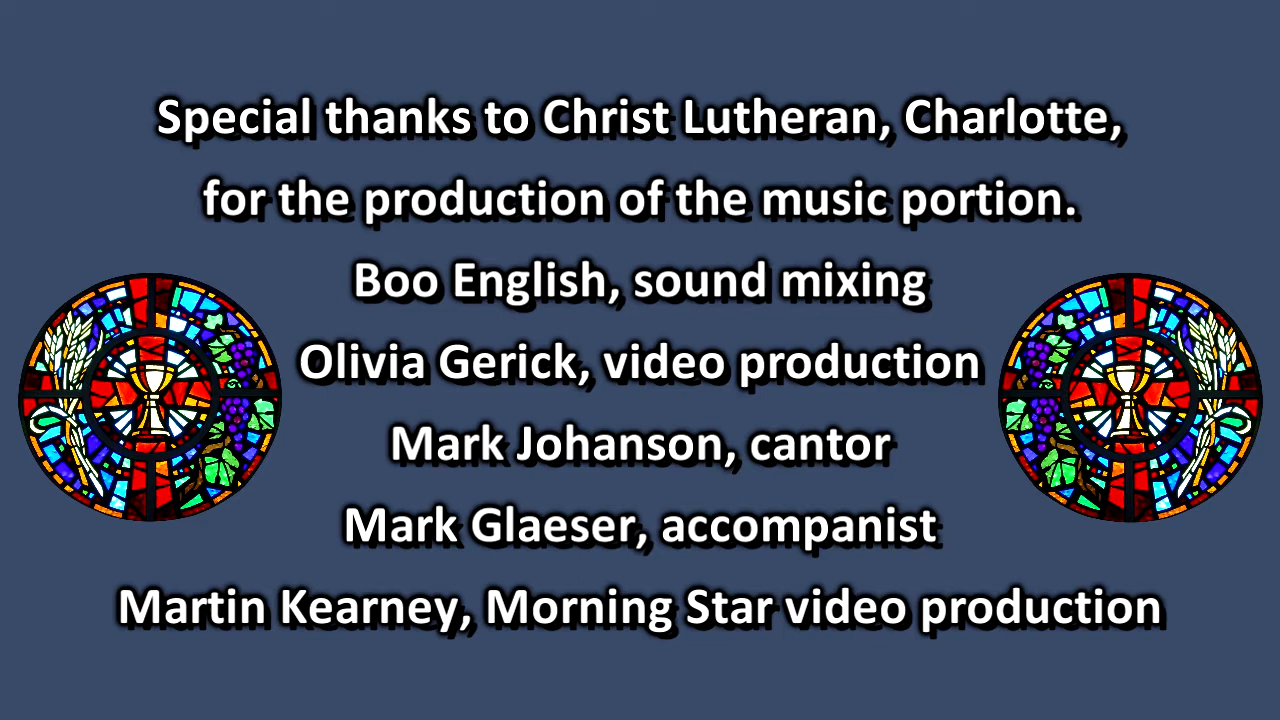 Special thanks to Christ Lutheran, Charlotte,
for the production of the music portion.
Boo English, sound mixing
Olivia Gerick, video production
Mark Johanson, cantor
Mark Glaeser, accompanist
Martin Kearney, Morning Star video production